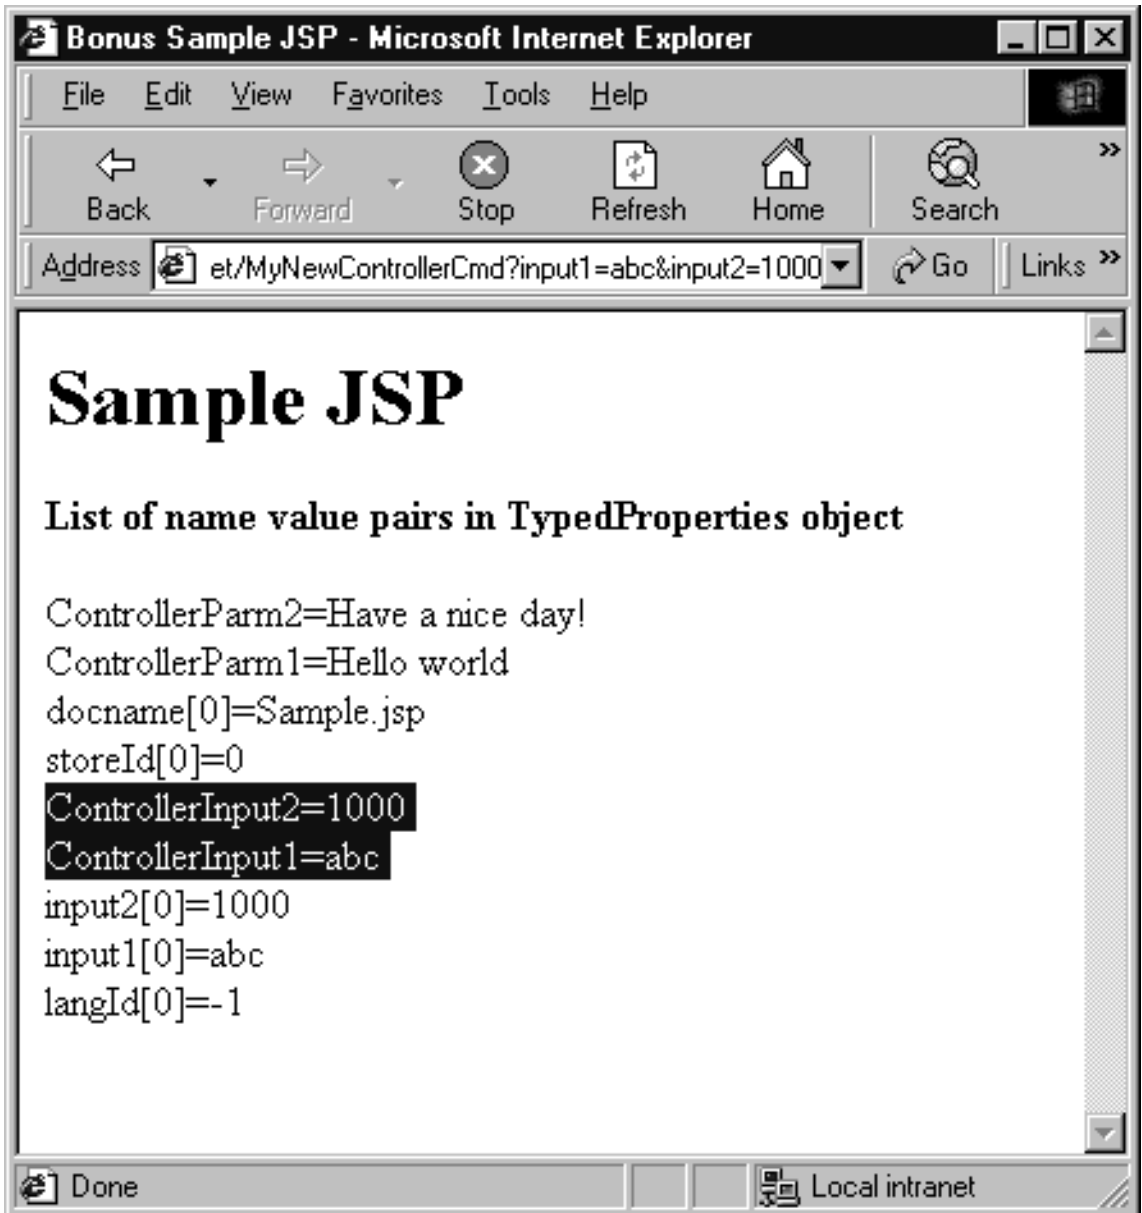 Bonus Sample JSP - Microsoft Internet Explorer
File Edit View Favorites Tools Help
Back Forward Stop Refresh Home Search »
Address et/MyNewControllerCmd?input1=abc&input2=1000 Go Links »
Sample JSP
List of name value pairs in TypedProperties object
ControllerParm2=Have a nice day!
ControllerParm1=Hello world
docname[0]=Sample.jsp
storeId[0]=0
ControllerInput2=1000
ControllerInput1=abc
input2[0]=1000
input1[0]=abc
langId[0]=-1
Done Local intranet